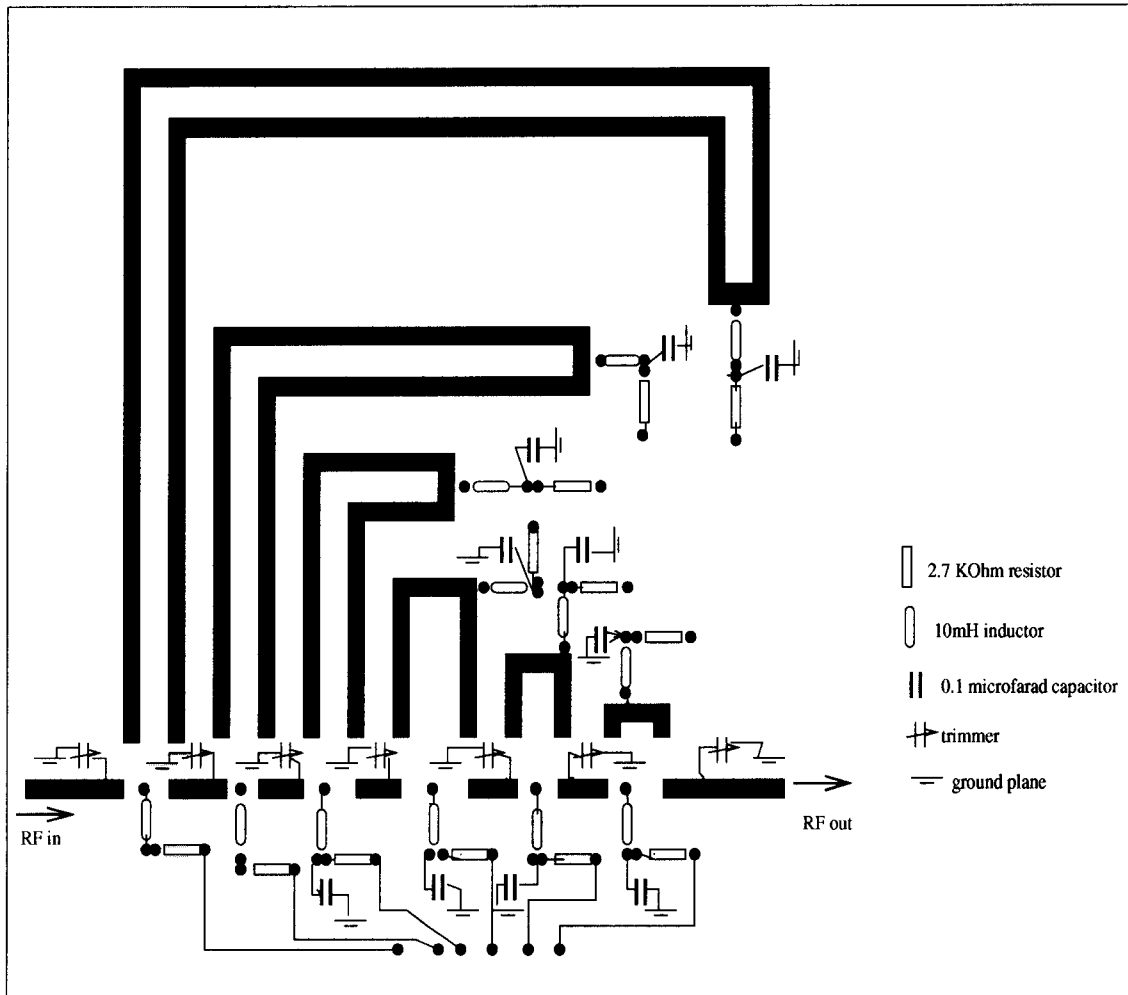 2.7 KOhm resistor
10mH inductor
0.1 microfarad capacitor
trimmer
ground plane
RF in
RF out